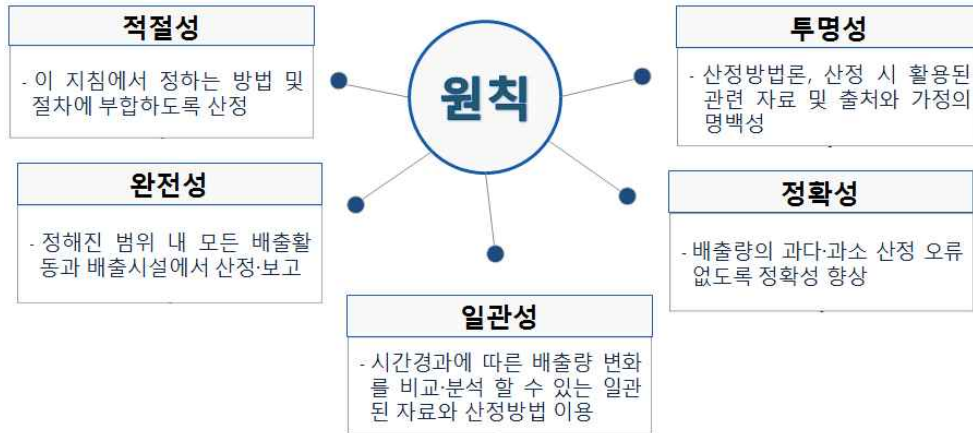 적절성
- 이 지침에서 정하는 방법 및
절차에 부합하도록 산정
원칙
투명성
- 산정방법론, 산정 시 활용된
관련 자료 및 출처와 가정의
명백성
완전성
- 정해진 범위 내 모든 배출활
동과 배출시설에서 산정·보고
정확성
- 배출량의 과다·과소 산정 오류
없도록 정확성 향상
일관성
- 시간경과에 따른 배출량 변화
를 비교·분석 할 수 있는 일관
된 자료와 산정방법 이용